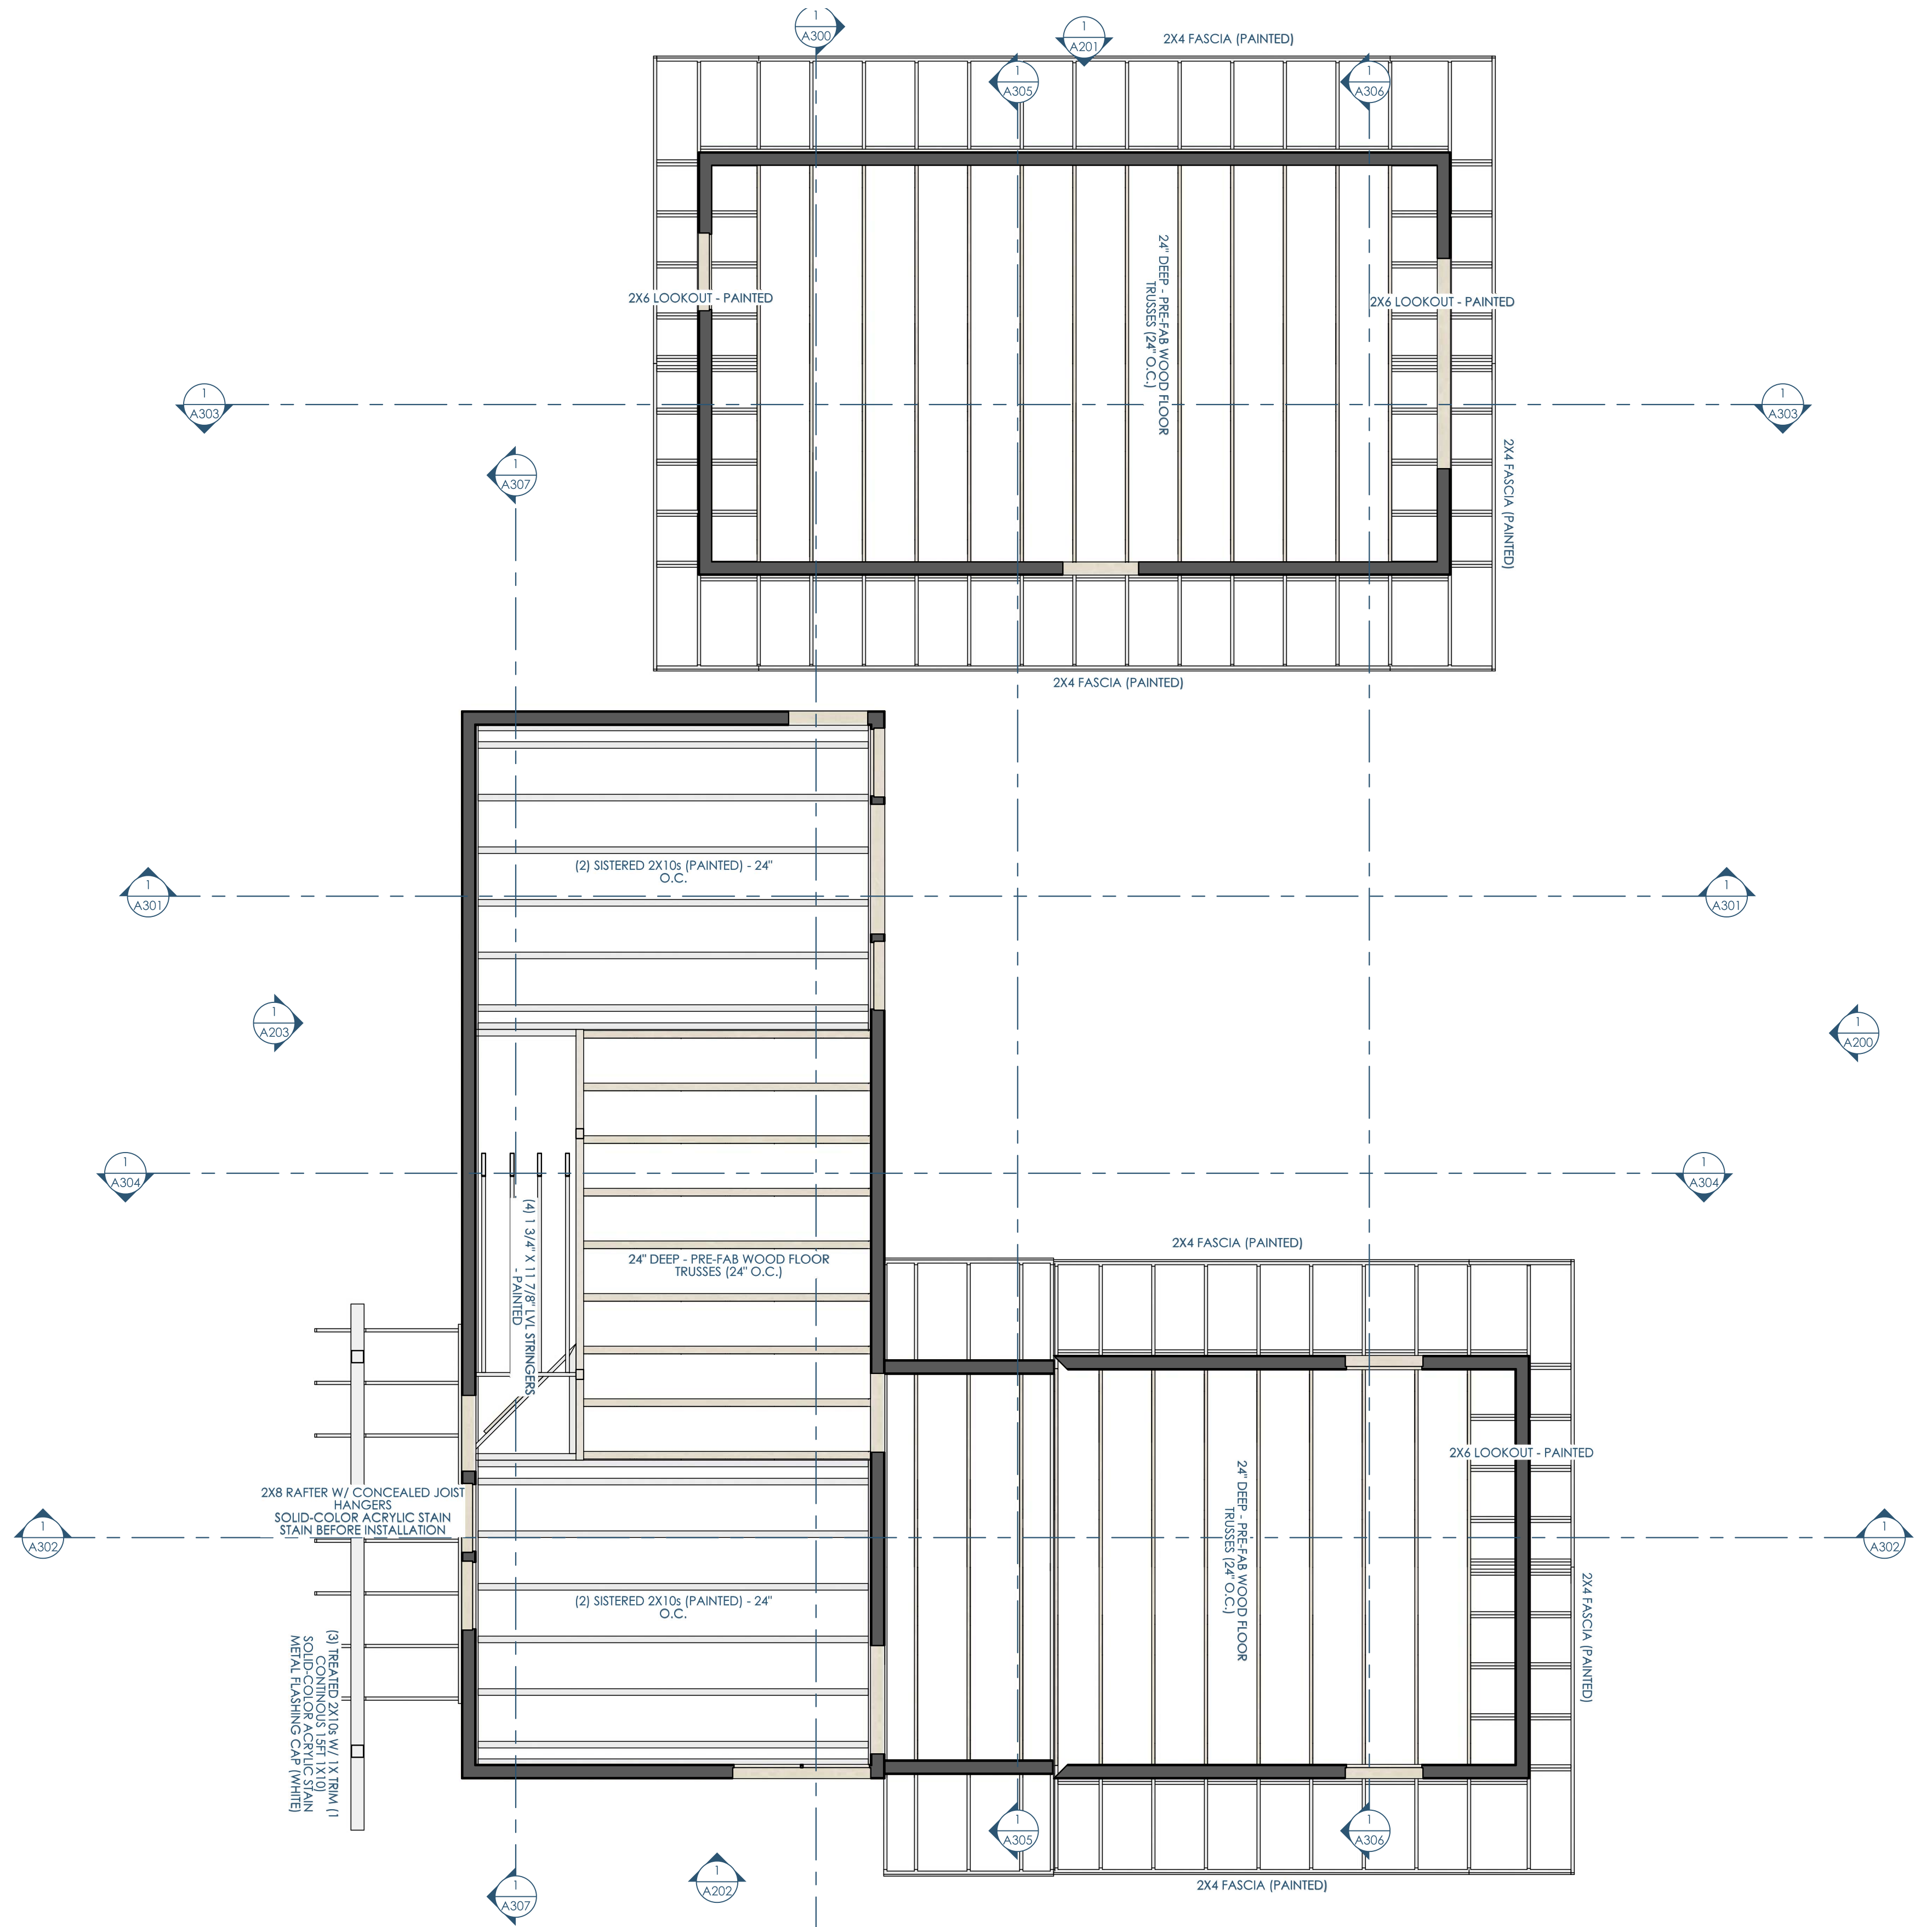 1
A300
1
A201
2X4 FASCIA (PAINTED)
1
A305
1
A306
24" DEEP - PRE-FAB WOOD FLOOR
TRUSSES (24" O.C.)
2X6 LOOKOUT - PAINTED
2X6 LOOKOUT - PAINTED
1
A303
1
A303
2X4 FASCIA (PAINTED)
1
A307
2X4 FASCIA (PAINTED)
(2) SISTERED 2X10s (PAINTED) - 24"
O.C.
1
A301
1
A301
1
A203
1
A200
1
A304
1
A304
(4) 1 3/4" X 11 7/8" LVL STRINGERS
- PAINTED
24" DEEP - PRE-FAB WOOD FLOOR
TRUSSES (24" O.C.)
2X4 FASCIA (PAINTED)
2X6 LOOKOUT - PAINTED
24" DEEP - PRE-FAB WOOD FLOOR
TRUSSES (24" O.C.)
2X8 RAFTER W/ CONCEALED JOIST
HANGERS
SOLID-COLOR ACRYLIC STAIN
STAIN BEFORE INSTALLATION
1
A302
1
A302
(2) SISTERED 2X10s (PAINTED) - 24"
O.C.
2X4 FASCIA (PAINTED)
(3) TREATED 2X10s W/ 1X TRIM (1
CONTINOUS 15FT 1X10)
SOLID-COLOR ACRYLIC STAIN
METAL FLASHING CAP (WHITE)
1
A305
1
A306
1
A202
1
A307
2X4 FASCIA (PAINTED)